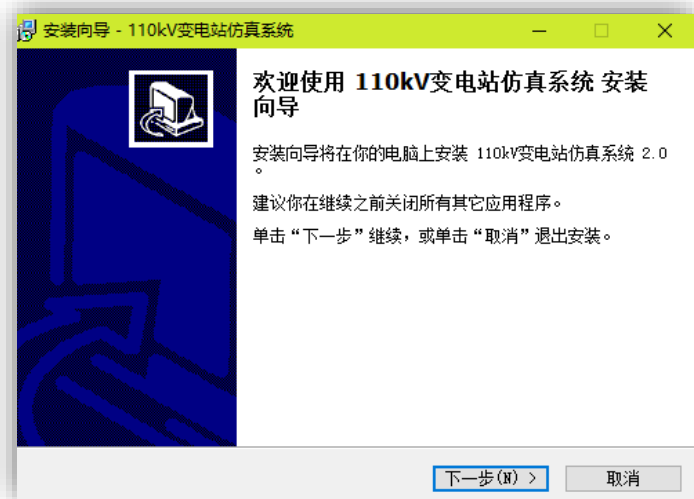 安装向导 - 110kV变电站仿真系统
欢迎使用 110kV变电站仿真系统 安装
向导
安装向导将在你的电脑上安装 110kV变电站仿真系统 2.0
。
建议你在继续之前关闭所有其它应用程序。
单击“下一步”继续，或单击“取消”退出安装。
下一步(N) >
取消